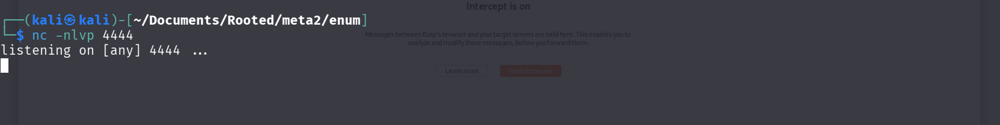 Intercept is on
┌──(kali㉿kali)-[~/Documents/Rooted/meta2/enum]
└─$ nc -nlvp 4444
Messages between Burp's browser and your target servers are held here. This enables you to
analyze and modify these messages, before you forward them.
listening on [any] 4444 ...
Learn more
Open browser